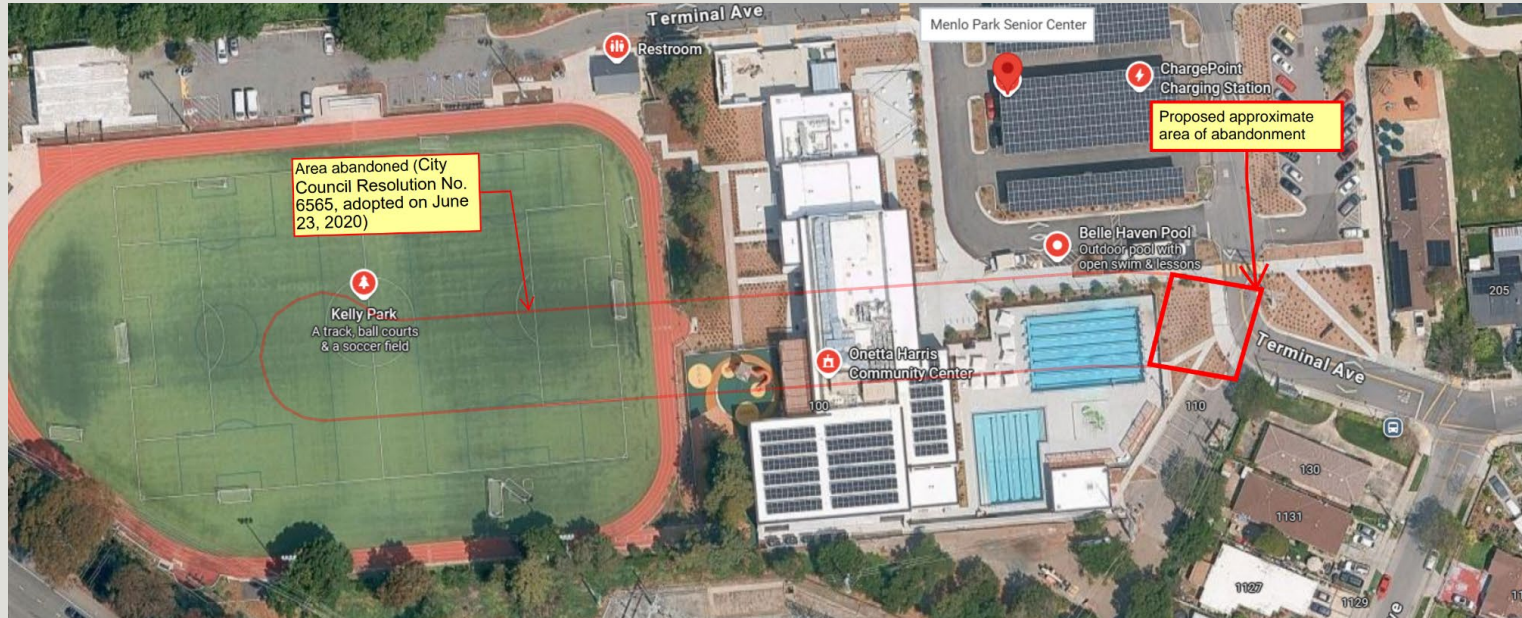 Terminal Ave
Menlo Park Senior Center
Restroom
ChargePoint
Charging Station
Proposed approximate
area of abandonment
Area abandoned (City
Council Resolution No.
6565, adopted on June
23, 2020)
Belle Haven Pool
Outdoor pool with
open swim & lessons
205
Kelly Park
A track, ball courts
& a soccer field
Terminal Ave
Onetta Harris
Community Center
100
110
130
1131
1127
1129